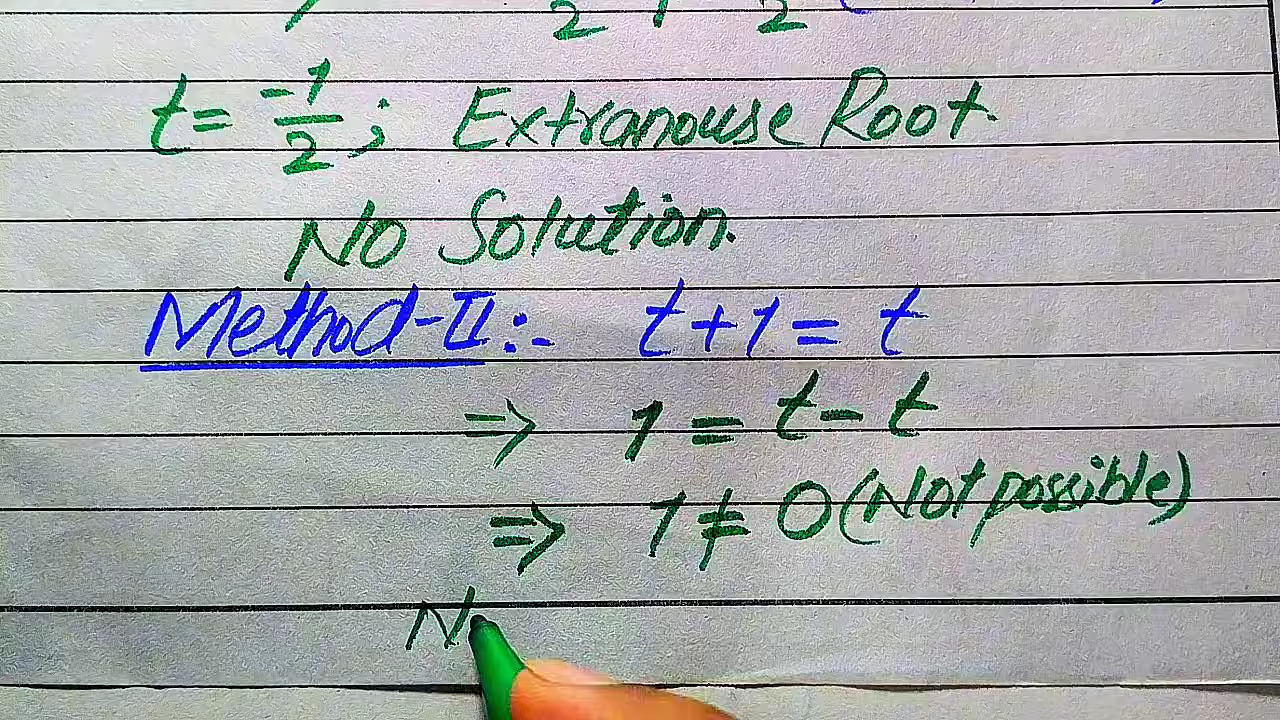 t = -1/2 ; Extranouse Root.
No Solution.
Method-II:- t+1 = t
⇒ 1 = t - t
⇒ 1 ≠ 0 (Not possible)
N